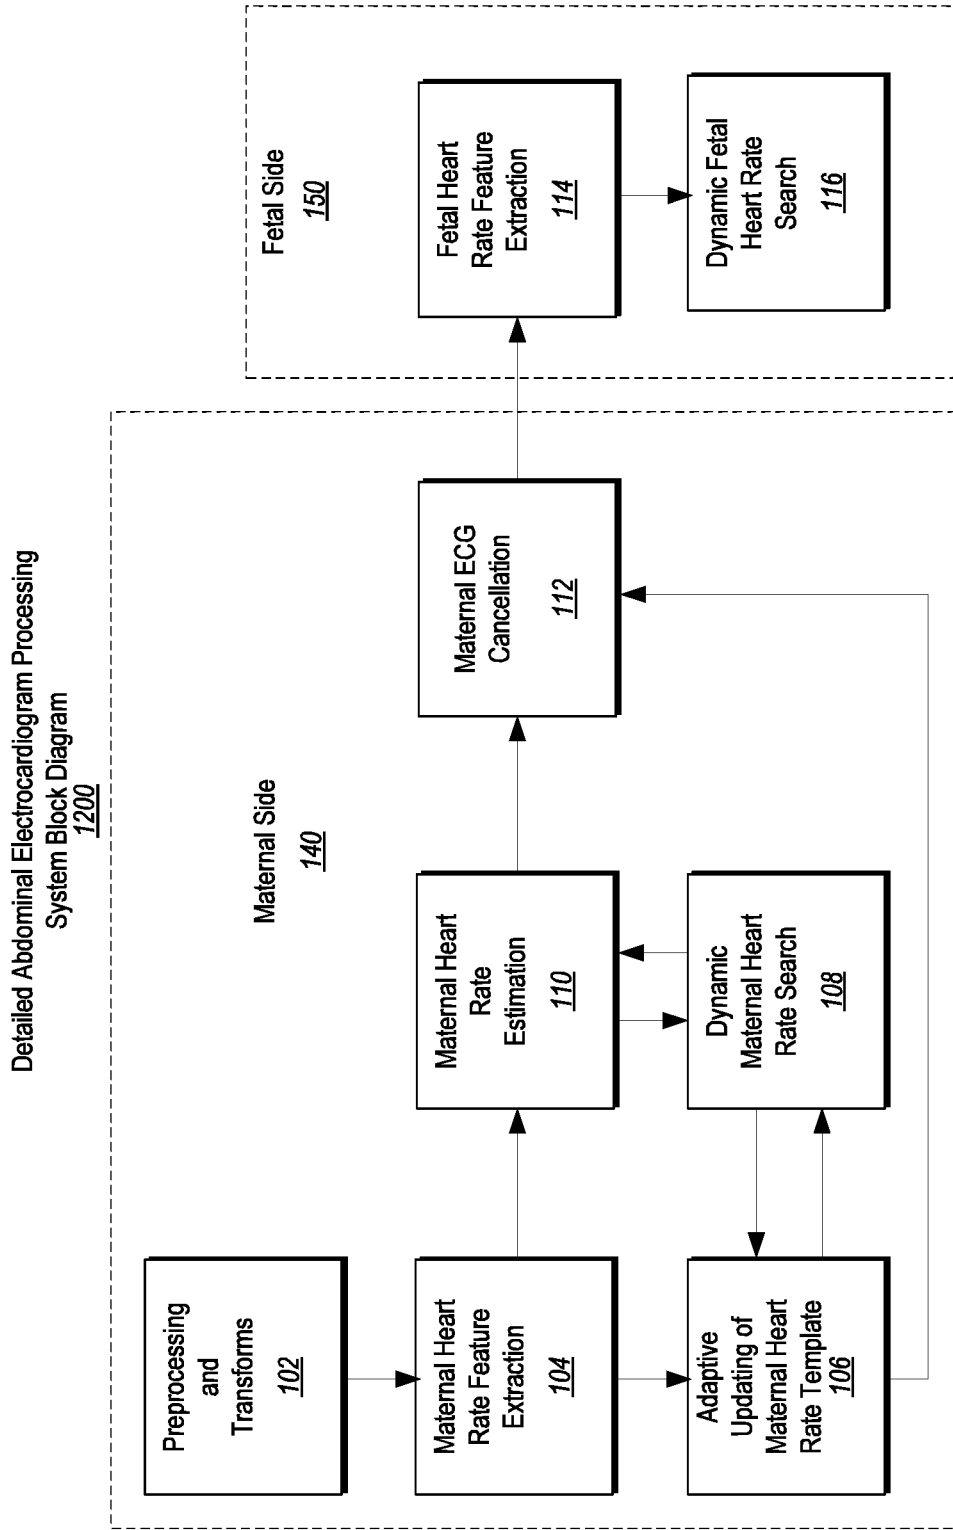 Detailed Abdominal Electrocardiogram Processing
System Block Diagram
1200
Maternal Side
140
Fetal Side
150
Preprocessing
and
Transforms
102
Maternal Heart
Rate Feature
Extraction
104
Adaptive
Updating of
Maternal Heart
Rate Template
106
Maternal Heart
Rate
Estimation
110
Dynamic
Maternal Heart
Rate Search
108
Maternal ECG
Cancellation
112
Fetal Heart
Rate Feature
Extraction
114
Dynamic Fetal
Heart Rate
Search
116